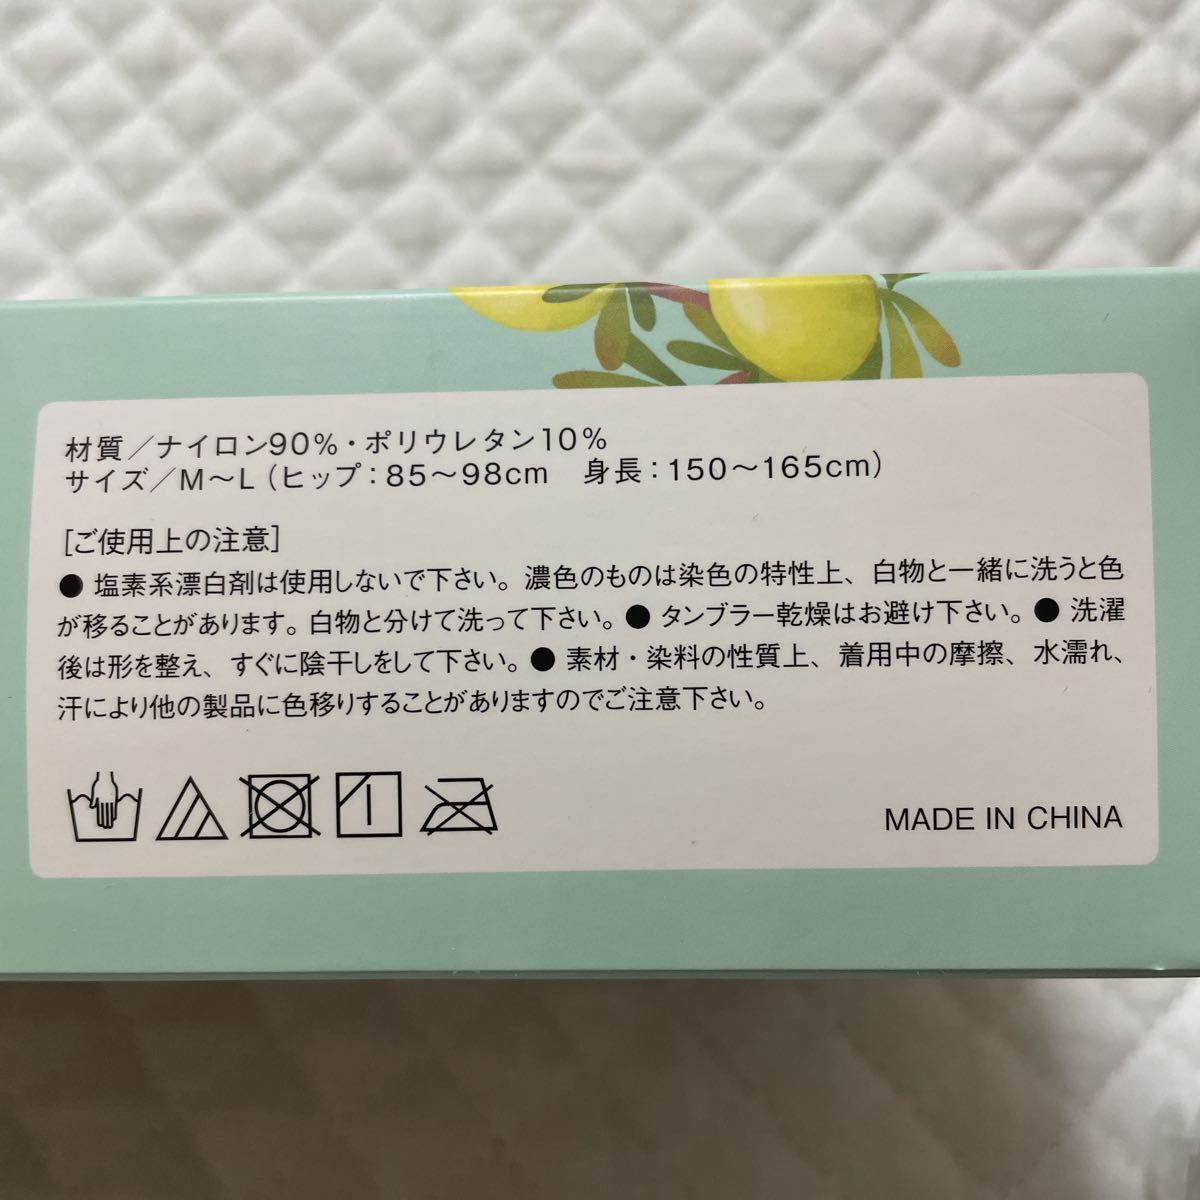 材質／ナイロン90%・ポリウレタン10%
サイズ／M〜L（ヒップ：85〜98cm　身長：150〜165cm）
［ご使用上の注意］
● 塩素系漂白剤は使用しないで下さい。濃色のものは染色の特性上、白物と一緒に洗うと色
が移ることがあります。白物と分けて洗って下さい。● タンブラー乾燥はお避け下さい。● 洗濯
後は形を整え、すぐに陰干しをして下さい。● 素材・染料の性質上、着用中の摩擦、水濡れ、
汗により他の製品に色移りすることがありますのでご注意下さい。
MADE IN CHINA